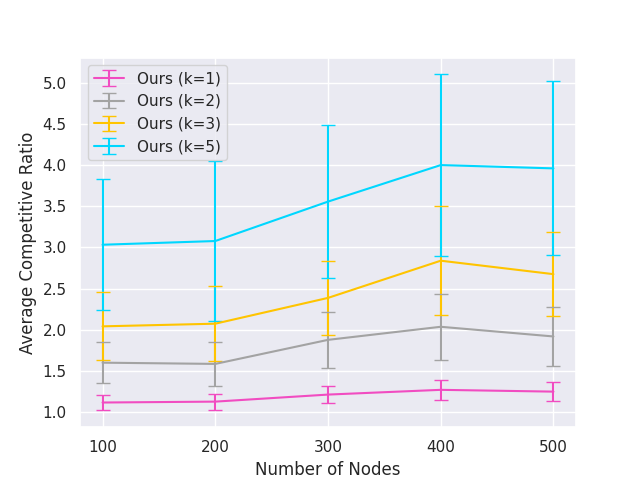 Ours (k=1)
Ours (k=2)
Ours (k=3)
Ours (k=5)
Average Competitive Ratio
5.0
4.5
4.0
3.5
3.0
2.5
2.0
1.5
1.0
100 200 300 400 500
Number of Nodes